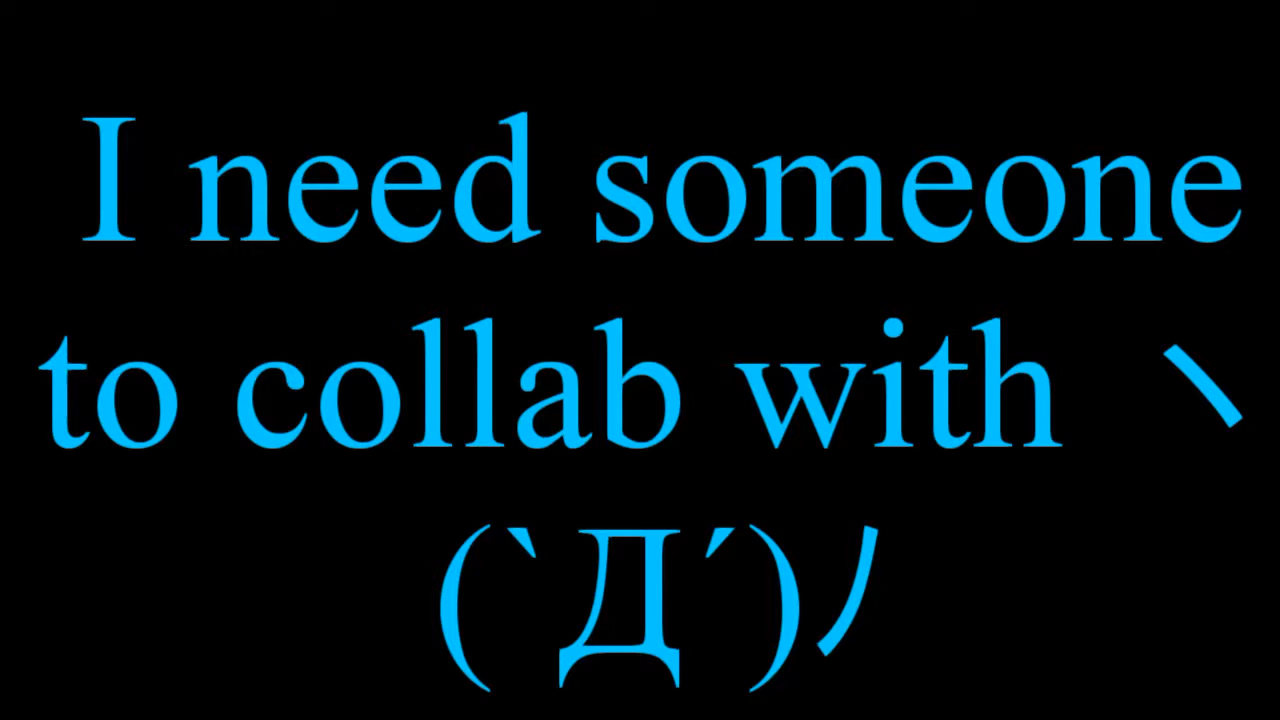 I need someone
to collab with ヽ
(`Д´)ﾉ